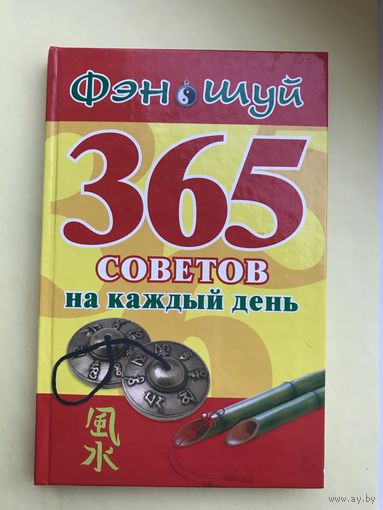 Фэн шуй
365
СОВЕТОВ
на каждый день
風
水
www.ay.by